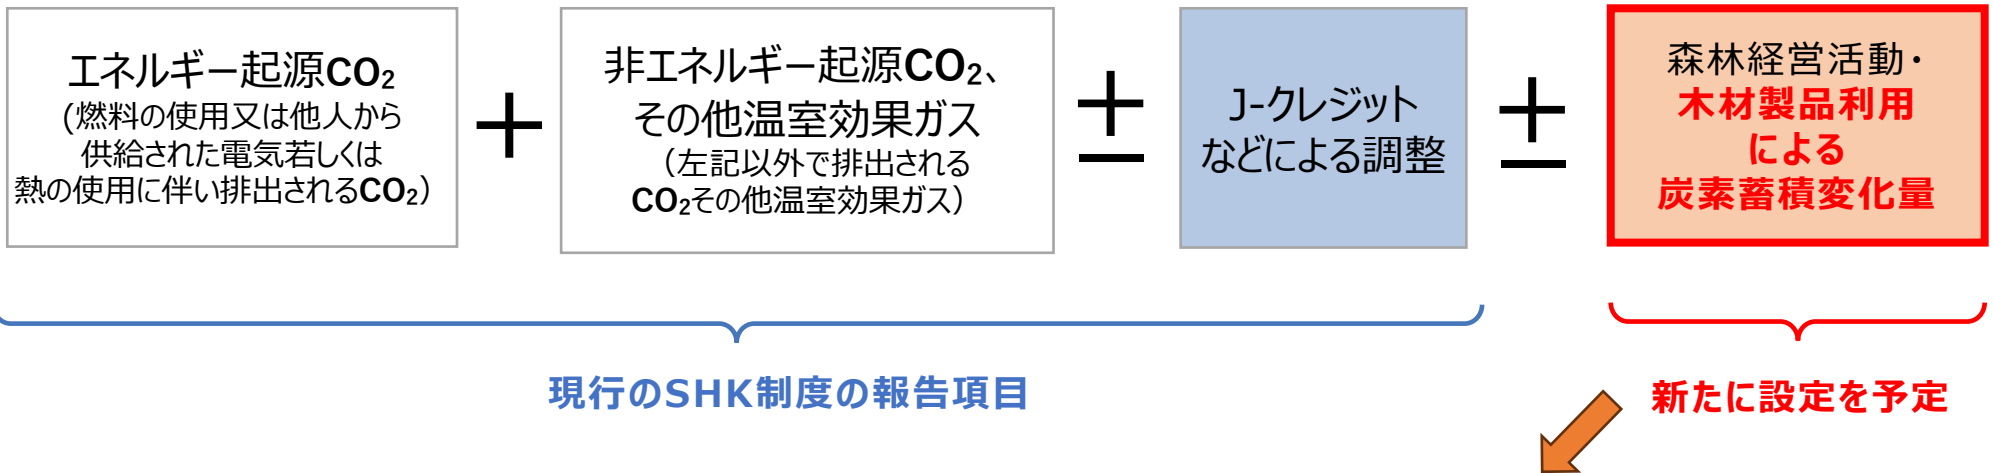 エネルギー起源CO₂
(燃料の使用又は他人から
供給された電気若しくは
熱の使用に伴い排出されるCO₂)
＋
非エネルギー起源CO₂、
その他温室効果ガス
（左記以外で排出される
CO₂その他温室効果ガス）
±
J-クレジット
などによる調整
±
森林経営活動・
木材製品利用
による
炭素蓄積変化量
現行のSHK制度の報告項目
新たに設定を予定